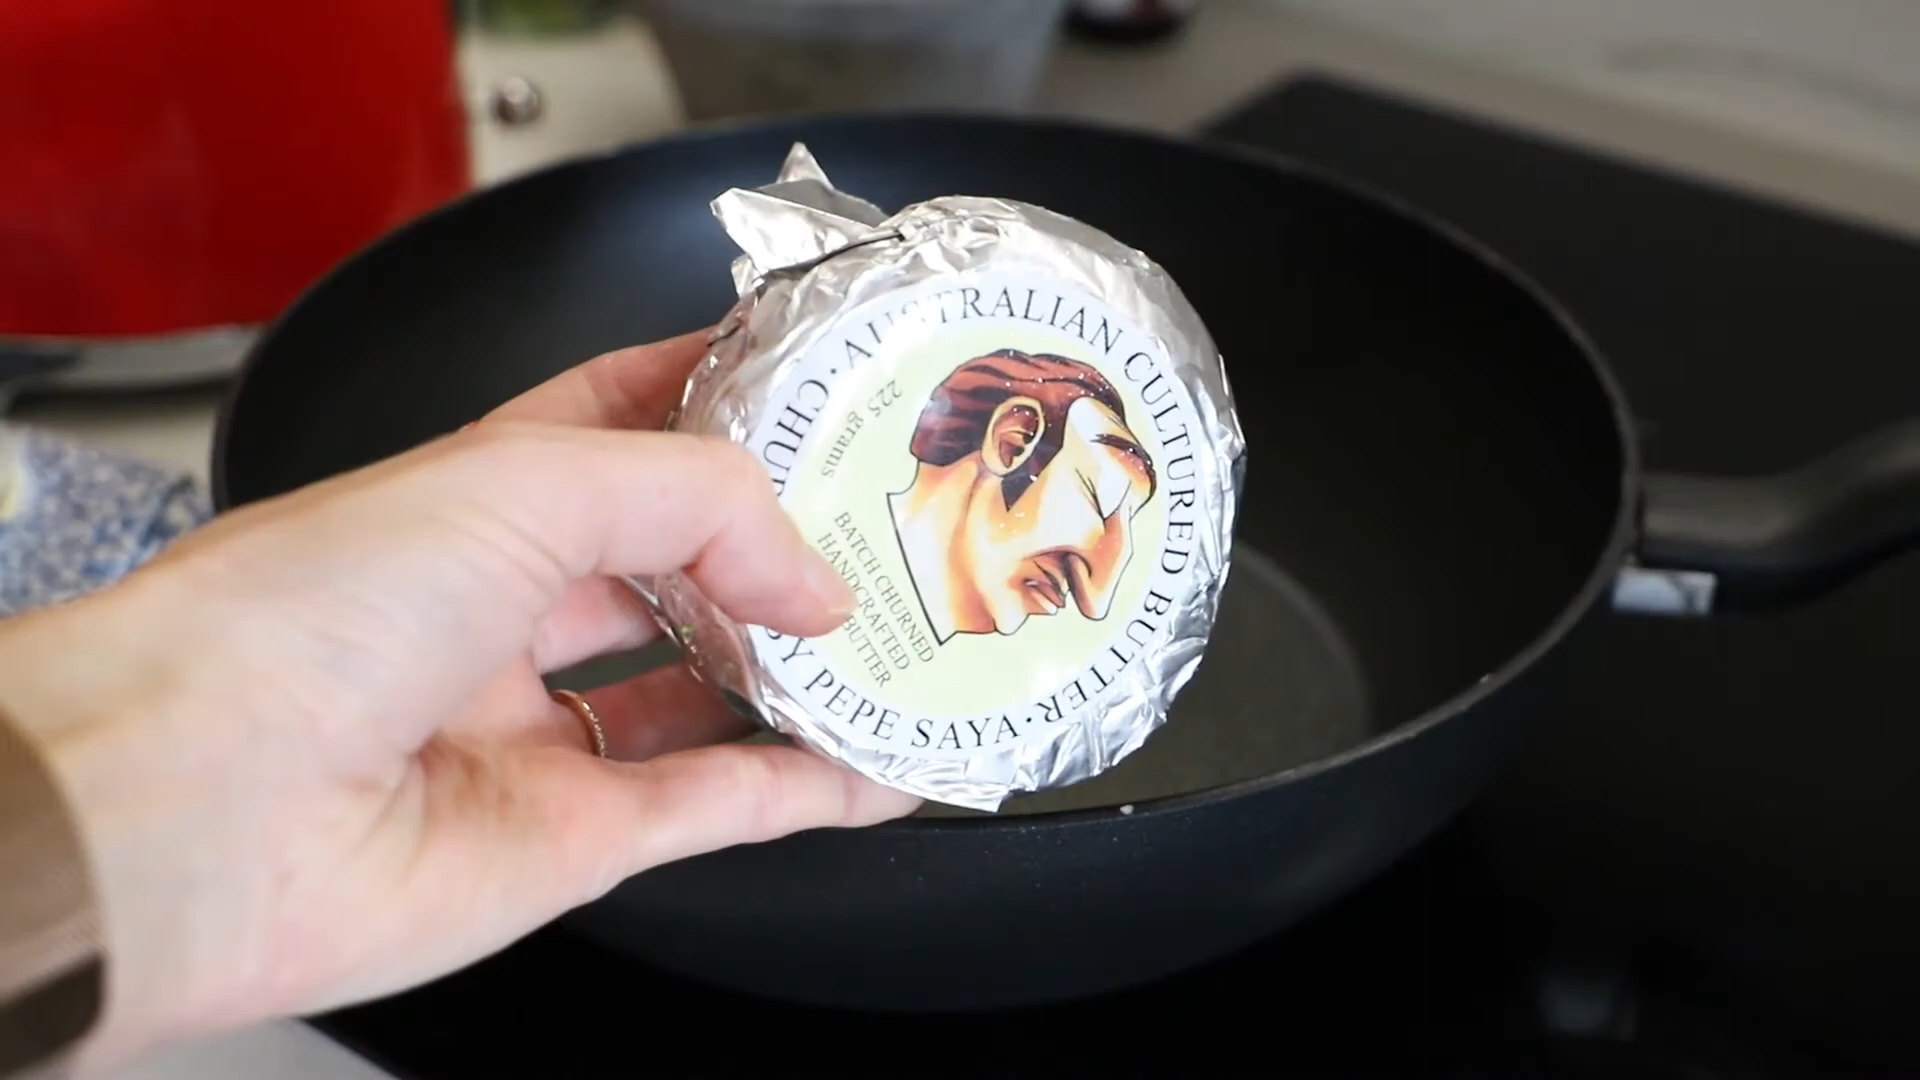 · AUSTRALIAN CULTURED BUTTER ·
PEPE SAYA
225 grams
BATCH CHURNED
HANDCRAFTED
BUTTER